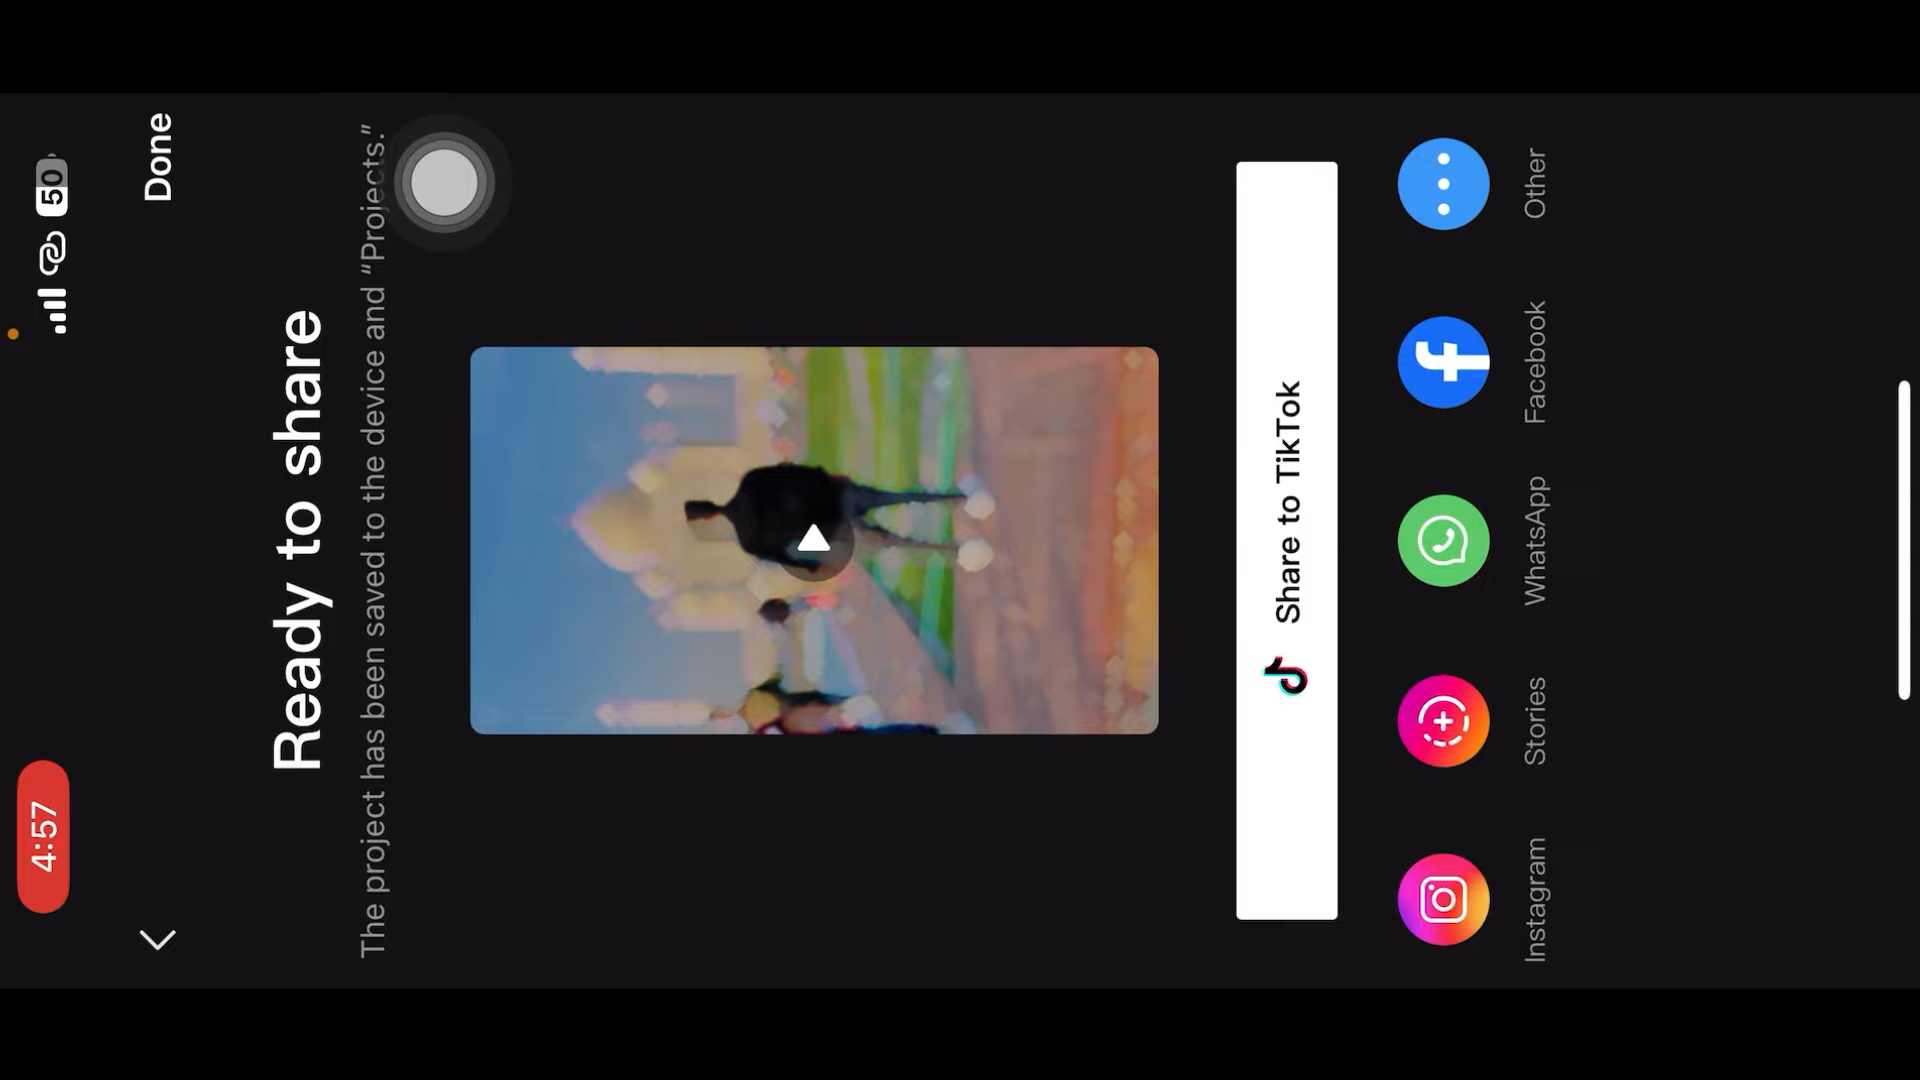 4:57
50
Done
Ready to share
The project has been saved to the device and “Projects.”
Share to TikTok
Instagram
Stories
WhatsApp
Facebook
Other